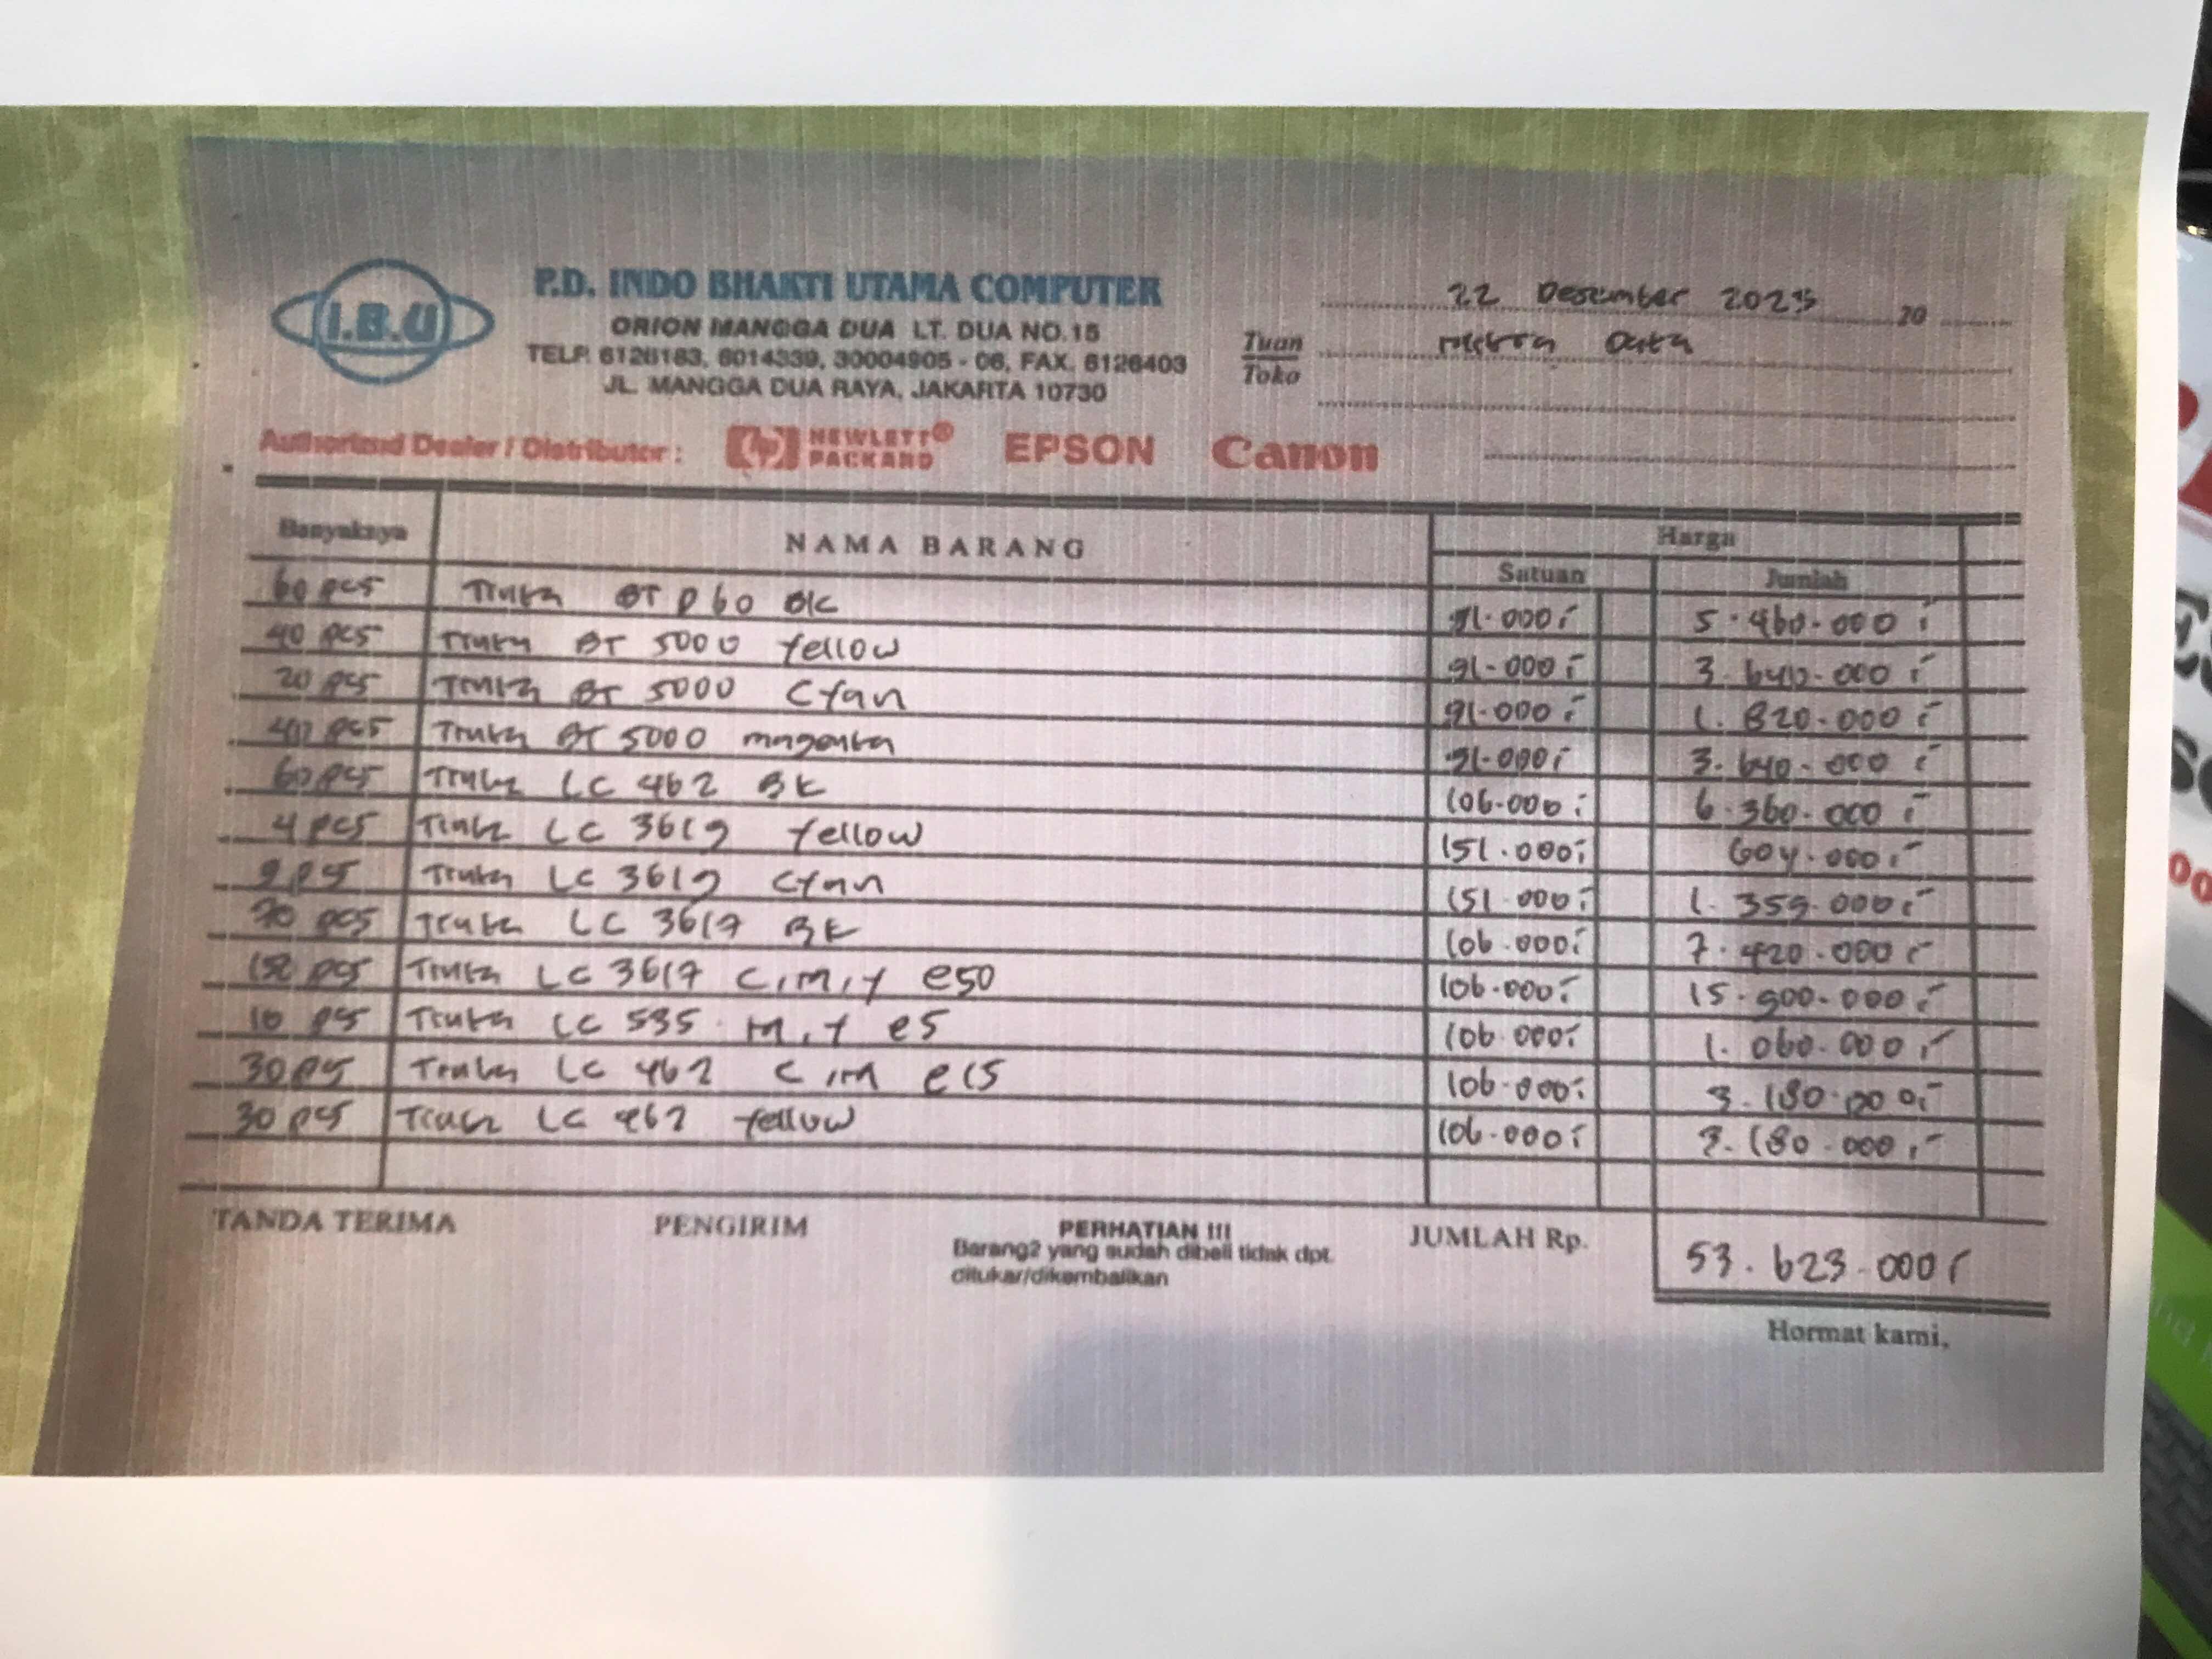 I.B.U
P.D. INDO BHAKTI UTAMA COMPUTER
ORION MANGGA DUA LT. DUA NO.15
TELP. 6126183, 6014339, 30004905 - 06, FAX. 6126403
JL. MANGGA DUA RAYA, JAKARTA 10730
22 Desember 2025 20
Tuan
Toko
Mitra Data
Authorized Dealer / Distributor : hp HEWLETT® PACKARD EPSON Canon
Banyaknya NAMA BARANG Harga
Satuan Jumlah
60 pcs Tinta BT D60 BK 91.000,- 5.460.000,-
40 pcs Tinta BT 5000 Yellow 91.000,- 3.640.000,-
20 pcs Tinta BT 5000 Cyan 91.000,- 1.820.000,-
40 pcs Tinta BT 5000 magenta 91.000,- 3.640.000,-
60 pcs Tinta LC 462 BK 106.000,- 6.360.000,-
4 pcs Tinta LC 3619 Yellow 151.000,- 604.000,-
9 pcs Tinta LC 3619 Cyan 151.000,- 1.359.000,-
70 pcs Tinta LC 3617 BK 106.000,- 7.420.000,-
150 pcs Tinta LC 3617 C,M,Y @50 106.000,- 15.900.000,-
10 pcs Tinta LC 535 M,Y @5 106.000,- 1.060.000,-
30 pcs Tinta LC 462 C,M @15 106.000,- 3.180.000,-
30 pcs Tinta LC 462 Yellow 106.000,- 3.180.000,-
TANDA TERIMA PENGIRIM PERHATIAN !!! JUMLAH Rp. 53.623.000,-
Barang2 yang sudah dibeli tidak dpt.
ditukar/dikembalikan
Hormat kami,